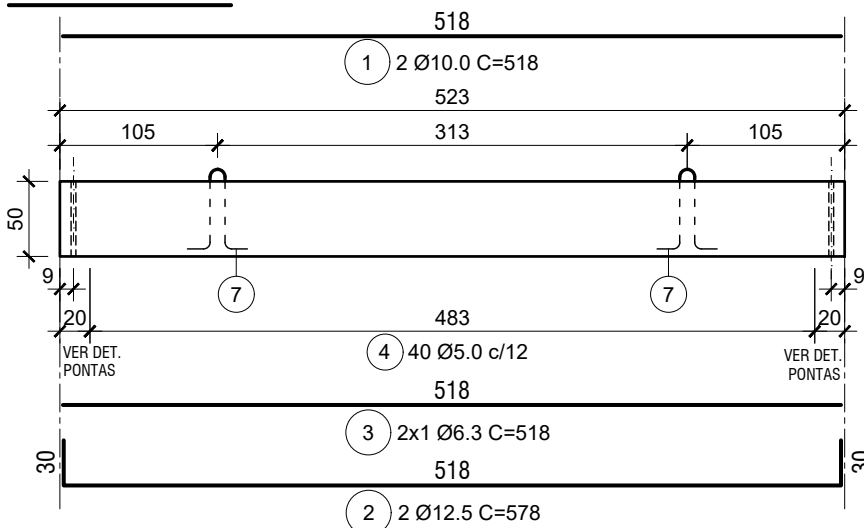 518
1 2 Ø10.0 C=518
523
105 313 105
50
7 7
9 9
20 483 20
VER DET.
PONTAS
4 40 Ø5.0 c/12
VER DET.
PONTAS
518
3 2x1 Ø6.3 C=518
30 518 30
2 2 Ø12.5 C=578